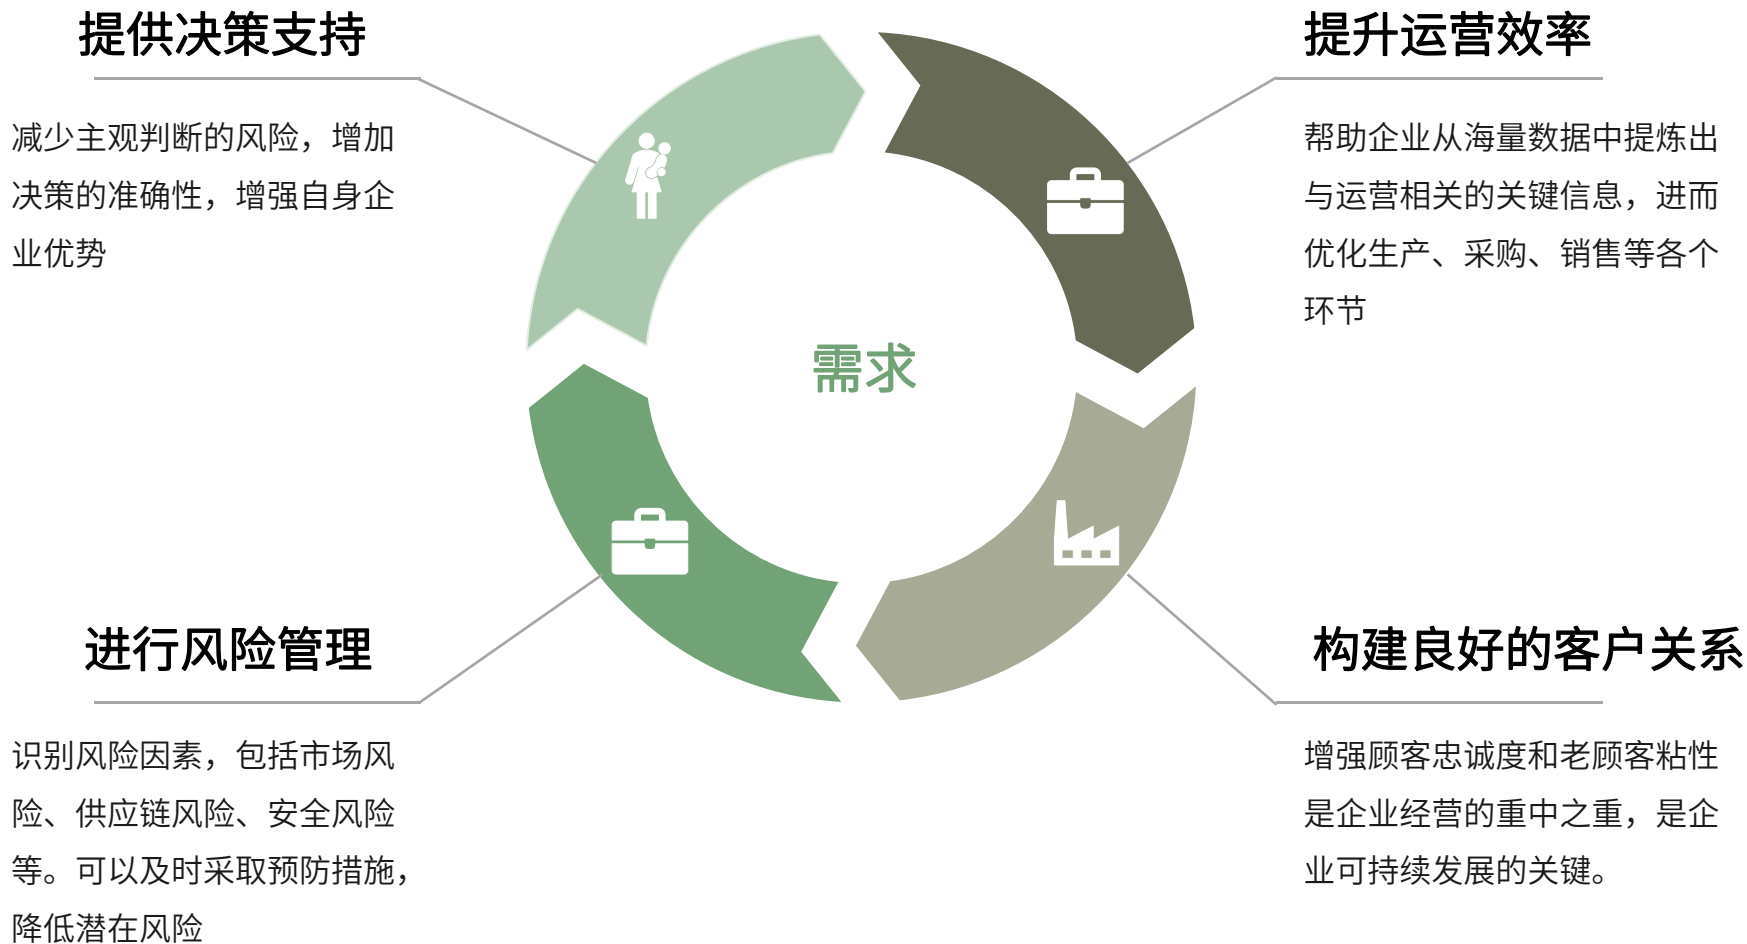 提供决策支持
减少主观判断的风险，增加
决策的准确性，增强自身企
业优势
提升运营效率
帮助企业从海量数据中提炼出
与运营相关的关键信息，进而
优化生产、采购、销售等各个
环节
需求
进行风险管理
识别风险因素，包括市场风
险、供应链风险、安全风险
等。可以及时采取预防措施，
降低潜在风险
构建良好的客户关系
增强顾客忠诚度和老顾客粘性
是企业经营的重中之重，是企
业可持续发展的关键。